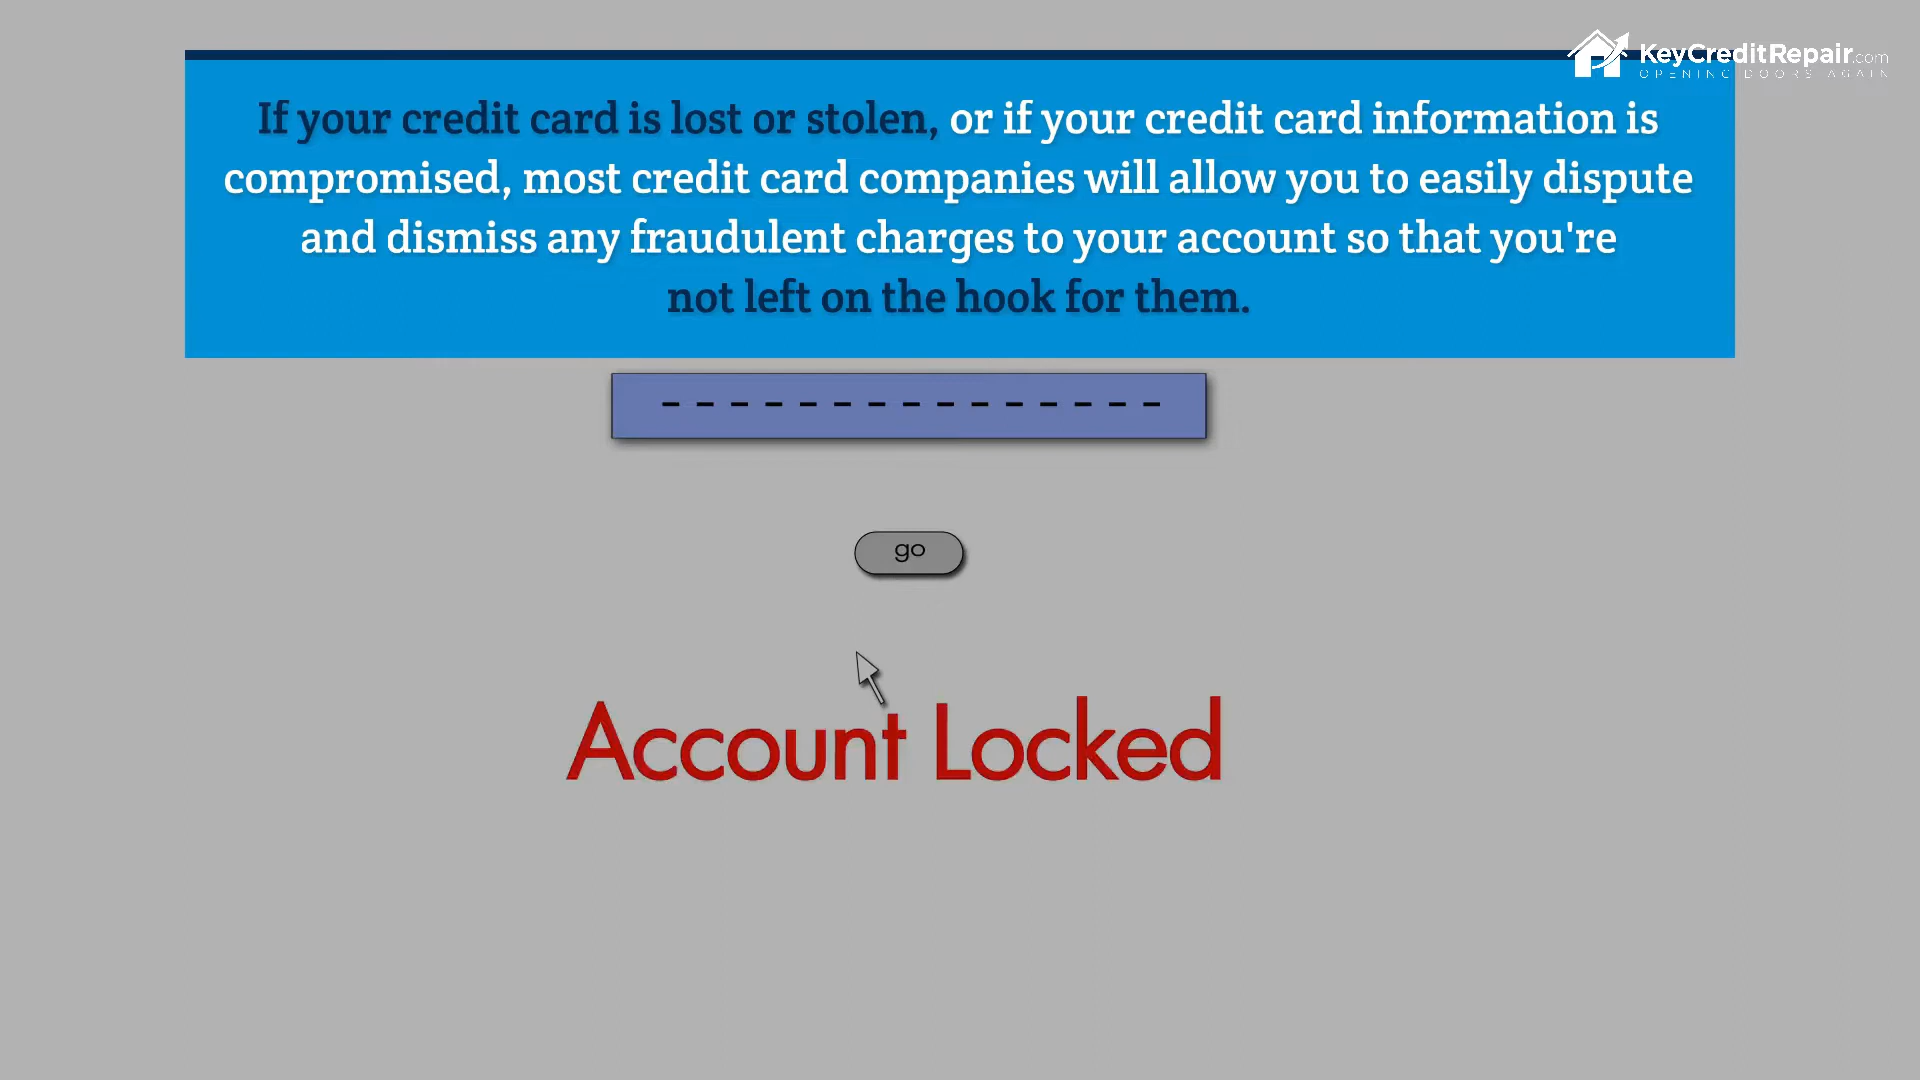 KeyCreditRepair.com
OPENING DOORS AGAIN
If your credit card is lost or stolen, or if your credit card information is
compromised, most credit card companies will allow you to easily dispute
and dismiss any fraudulent charges to your account so that you're
not left on the hook for them.
_ _ _ _ _ _ _ _ _ _ _ _ _ _ _
go
Account Locked